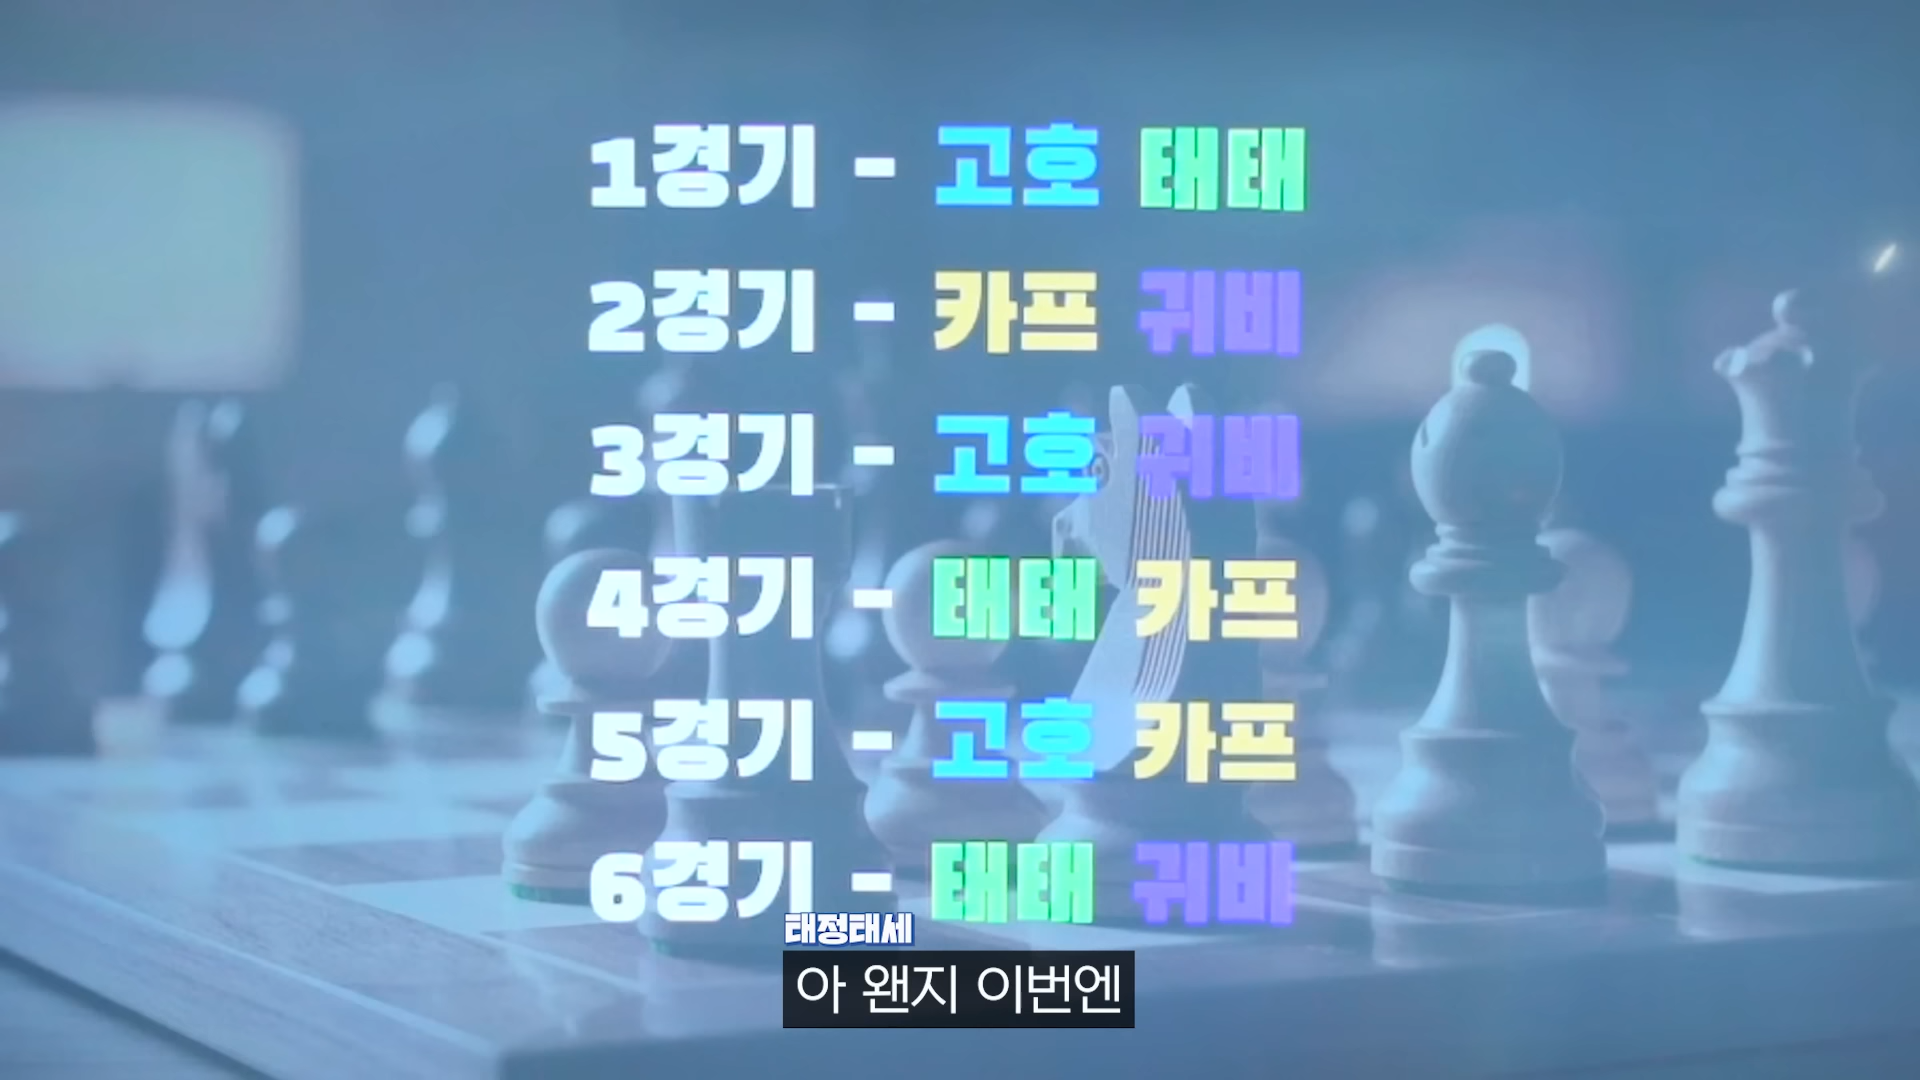 1경기 - 고호 태태
2경기 - 카프 귀비
3경기 - 고호 귀비
4경기 - 태태 카프
5경기 - 고호 카프
6경기 - 태태 귀비
태정태세
아 왠지 이번엔